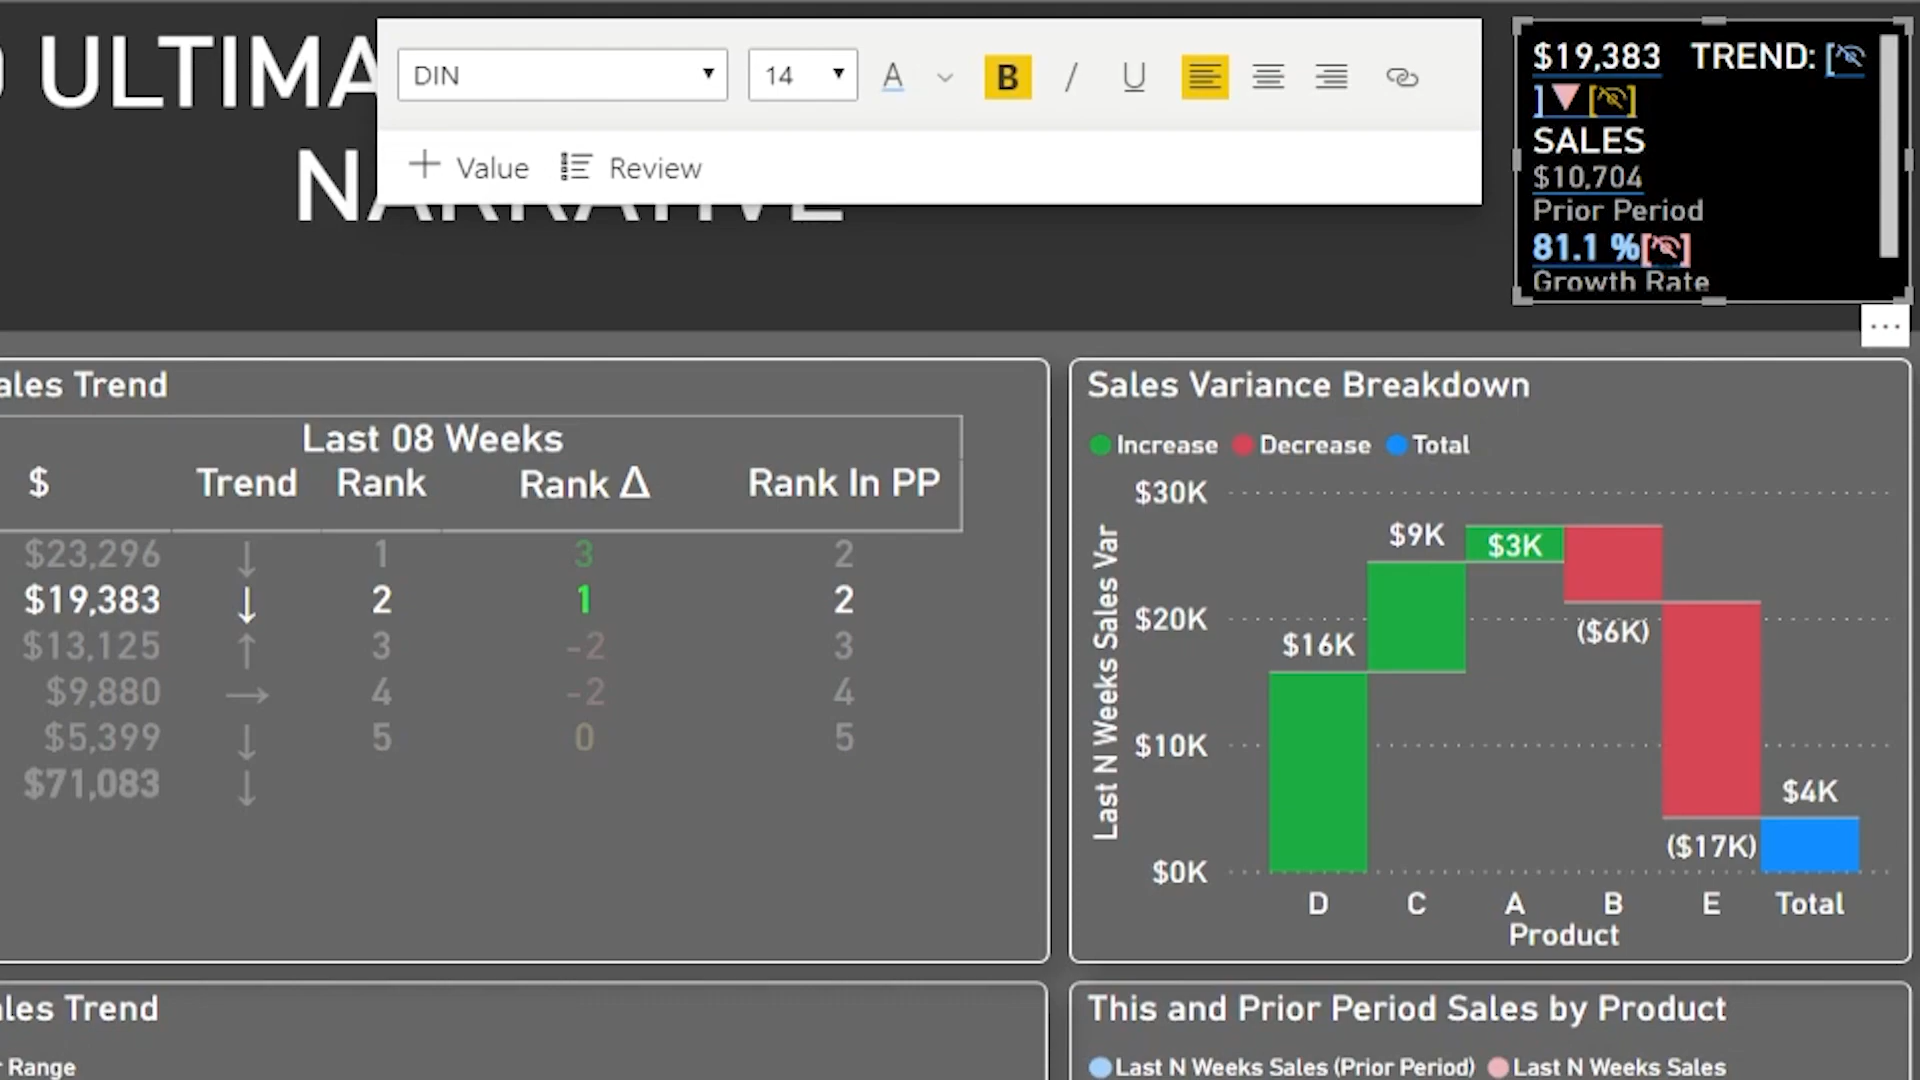 ULTIMA
NARRATIVE
DIN
14
A
B
/
U
Value
Review
$19,383 TREND: [
]▼[]
SALES
$10,704
Prior Period
81.1 %[]
Growth Rate
...
ales Trend
Last 08 Weeks
$ Trend Rank Rank Δ Rank In PP
$23,296 ↓ 1 3 2
$19,383 ↓ 2 1 2
$13,125 ↑ 3 -2 3
$9,880 → 4 -2 4
$5,399 ↓ 5 0 5
$71,083 ↓
Sales Variance Breakdown
Increase Decrease Total
Last N Weeks Sales Var
$30K
$20K
$10K
$0K
$16K
$9K
$3K
($6K)
($17K)
$4K
D C A B E Total
Product
ales Trend
Range
This and Prior Period Sales by Product
Last N Weeks Sales (Prior Period) Last N Weeks Sales